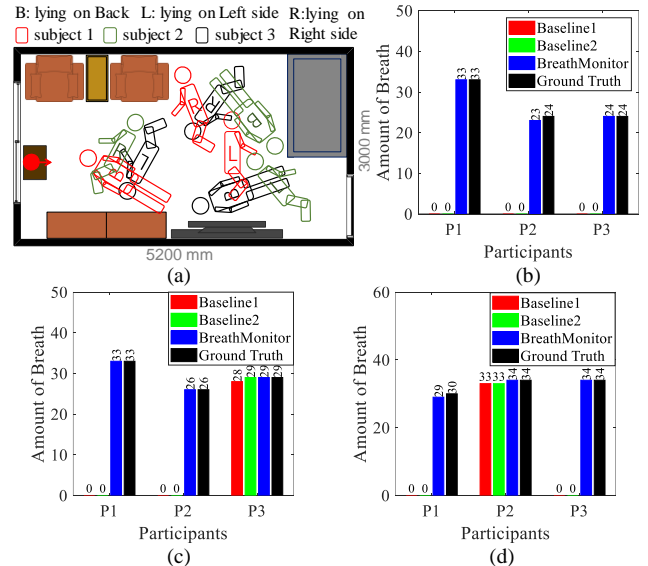 B: lying on Back L: lying on Left side R:lying on
subject 1 subject 2 subject 3 Right side
B
L
R
L
B
L
B
3000 mm
5200 mm
(a)
Amount of Breath
50
40
30
20
10
0
Baseline1
Baseline2
BreathMonitor
Ground Truth
0 0 33 33
0 0 23 24
0 0 24 24
P1 P2 P3
Participants
(b)
Amount of Breath
50
40
30
20
10
0
Baseline1
Baseline2
BreathMonitor
Ground Truth
0 0 33 33
0 0 26 26
28 29 29 29
P1 P2 P3
Participants
(c)
Amount of Breath
60
40
20
0
Baseline1
Baseline2
BreathMonitor
Ground Truth
0 0 29 30
33 33 34 34
0 0 34 34
P1 P2 P3
Participants
(d)